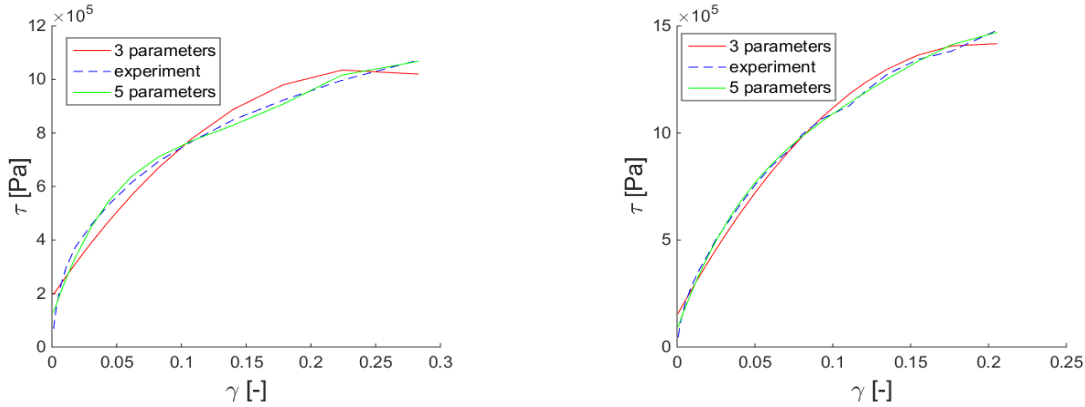 ×10⁵
12
10
8
6
4
2
0
τ [Pa]
3 parameters
experiment
5 parameters
0 0.05 0.1 0.15 0.2 0.25 0.3
γ [-]
×10⁵
15
10
5
0
τ [Pa]
3 parameters
experiment
5 parameters
0 0.05 0.1 0.15 0.2 0.25
γ [-]